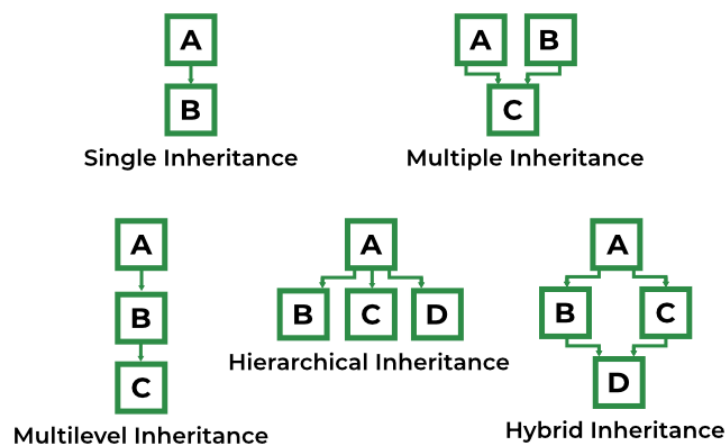 A
B
Single Inheritance
A B
C
Multiple Inheritance
A
B
C
Multilevel Inheritance
A
B C D
Hierarchical Inheritance
A
B C
D
Hybrid Inheritance